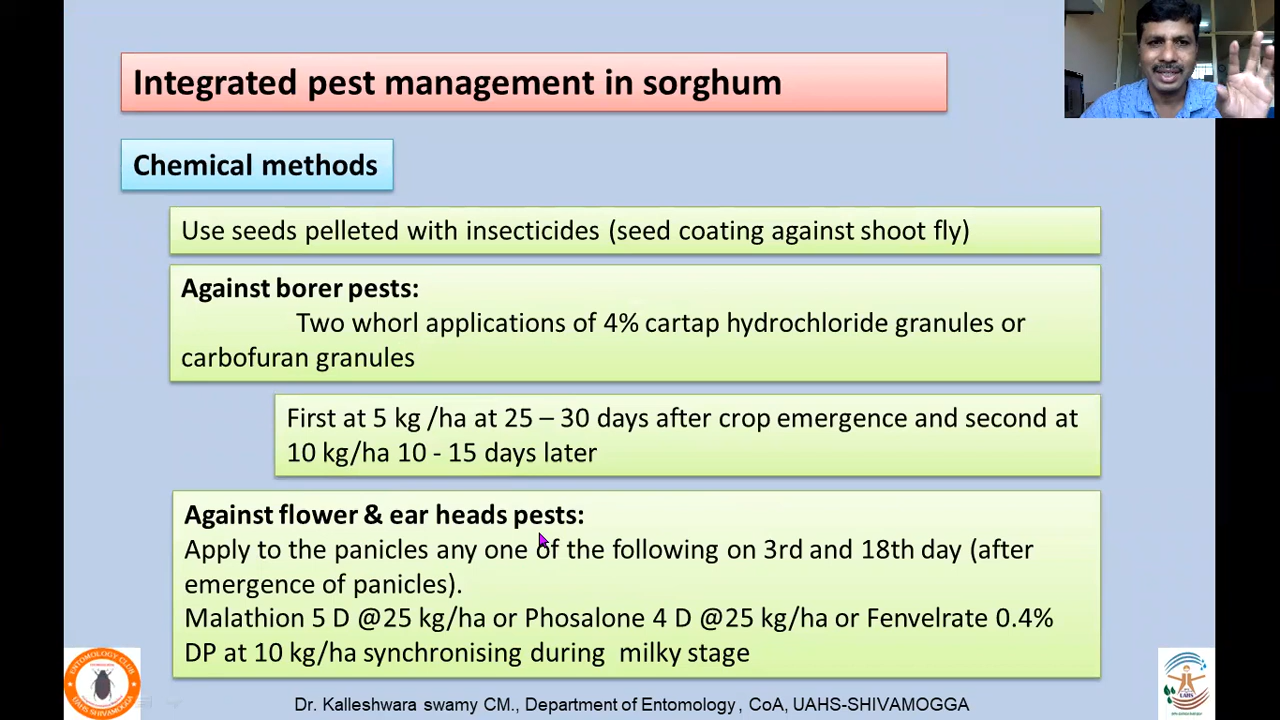 Integrated pest management in sorghum
Chemical methods
Use seeds pelleted with insecticides (seed coating against shoot fly)
Against borer pests:
Two whorl applications of 4% cartap hydrochloride granules or
carbofuran granules
First at 5 kg /ha at 25 – 30 days after crop emergence and second at
10 kg/ha 10 - 15 days later
Against flower & ear heads pests:
Apply to the panicles any one of the following on 3rd and 18th day (after
emergence of panicles).
Malathion 5 D @25 kg/ha or Phosalone 4 D @25 kg/ha or Fenvelrate 0.4%
DP at 10 kg/ha synchronising during milky stage
ENTOMOLOGY CLUB
UAHS SHIVAMOGGA
Dr. Kalleshwara swamy CM., Department of Entomology, CoA, UAHS-SHIVAMOGGA
UAHS